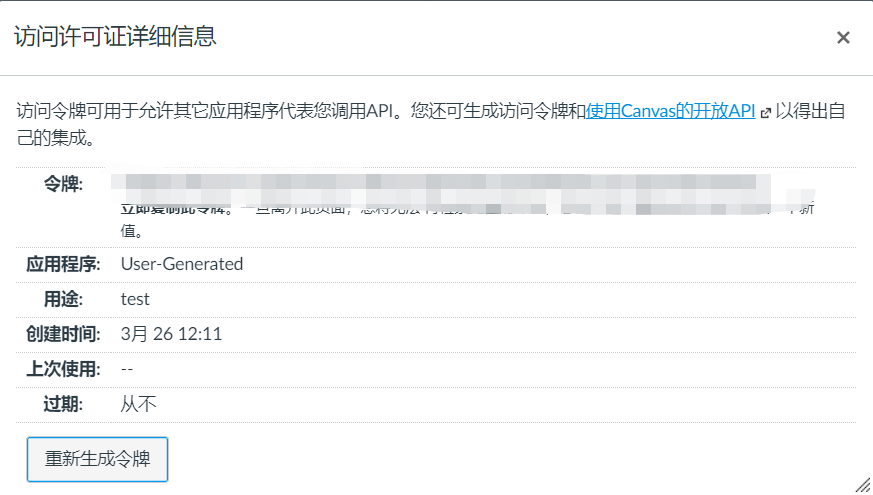 访问许可证详细信息
访问令牌可用于允许其它应用程序代表您调用API。您还可生成访问令牌和使用Canvas的开放API 以得出自
己的集成。
令牌:
立即复制此令牌。一旦离开此页面，您将无法 新
值。
应用程序: User-Generated
用途: test
创建时间: 3月 26 12:11
上次使用: --
过期: 从不
重新生成令牌